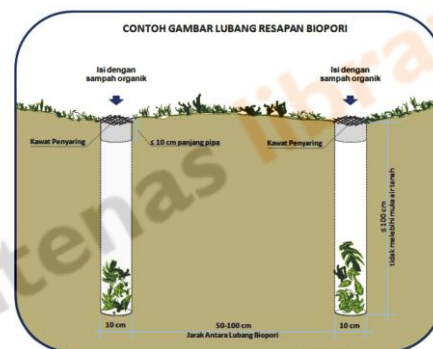 CONTOH GAMBAR LUBANG RESAPAN BIOPORI
Isi dengan
sampah organik
Isi dengan
sampah organik
Kawat Penyaring
≤ 10 cm panjang pipa
Kawat Penyaring
≤ 100 cm
tidak melebihi muka air tanah
10 cm
50-100 cm
10 cm
Jarak Antara Lubang Biopori
tenas library